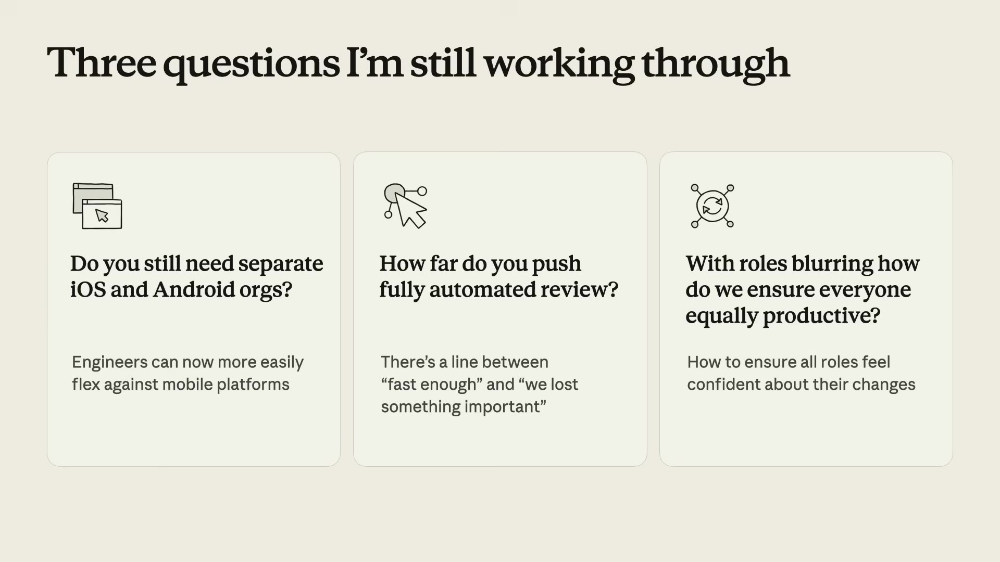 Three questions I’m still working through
Do you still need separate
iOS and Android orgs?
Engineers can now more easily
flex against mobile platforms
How far do you push
fully automated review?
There’s a line between
“fast enough” and “we lost
something important”
With roles blurring how
do we ensure everyone
equally productive?
How to ensure all roles feel
confident about their changes